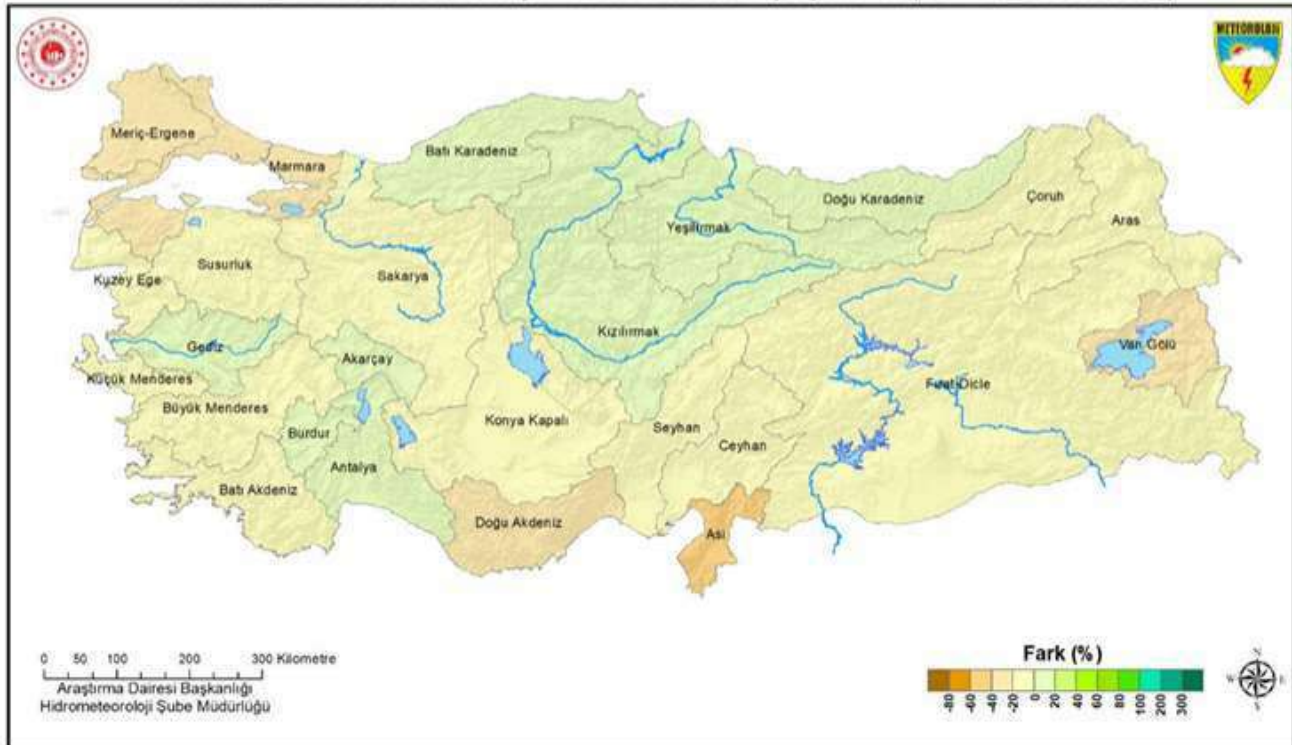 METEOROLOJİ
Meriç-Ergene
Marmara
Batı Karadeniz
Doğu Karadeniz
Çoruh
Yeşilırmak
Aras
Susurluk
Sakarya
Kuzey Ege
Kızılırmak
Gediz
Akarçay
Van Gölü
Küçük Menderes
Fırat-Dicle
Büyük Menderes
Konya Kapalı
Seyhan
Burdur
Ceyhan
Antalya
Batı Akdeniz
Doğu Akdeniz
Asi
0 50 100 200 300 Kilometre
Araştırma Dairesi Başkanlığı
Hidrometeoroloji Şube Müdürlüğü
Fark (%)
-80 -60 -40 -20 0 20 40 60 80 100 200 300
N
W E
S